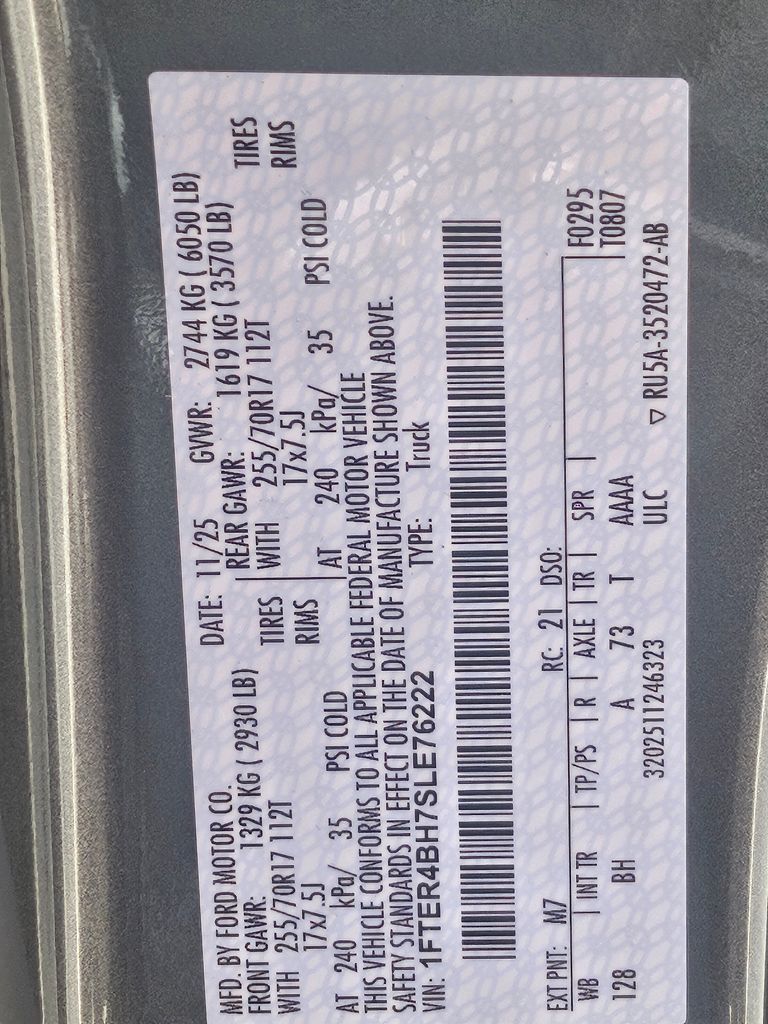 MFD. BY FORD MOTOR CO.
DATE: 11/25 GVWR: 2744 KG ( 6050 LB)
FRONT GAWR: 1329 KG ( 2930 LB)
REAR GAWR: 1619 KG ( 3570 LB)
WITH 255/70R17 112T TIRES
17x7.5J RIMS
AT 240 kPa/ 35 PSI COLD
WITH 255/70R17 112T TIRES
17x7.5J RIMS
AT 240 kPa/ 35 PSI COLD
THIS VEHICLE CONFORMS TO ALL APPLICABLE FEDERAL MOTOR VEHICLE
SAFETY STANDARDS IN EFFECT ON THE DATE OF MANUFACTURE SHOWN ABOVE.
VIN: 1FTER4BH7SLE76222 TYPE: Truck
EXT PNT: M7 RC: 21 DSO:
WB INT TR TP/PS R AXLE TR SPR F0295
128 BH A 73 T AAAA T0807
3202511246323 ULC ▽ RU5A-3520472-AB